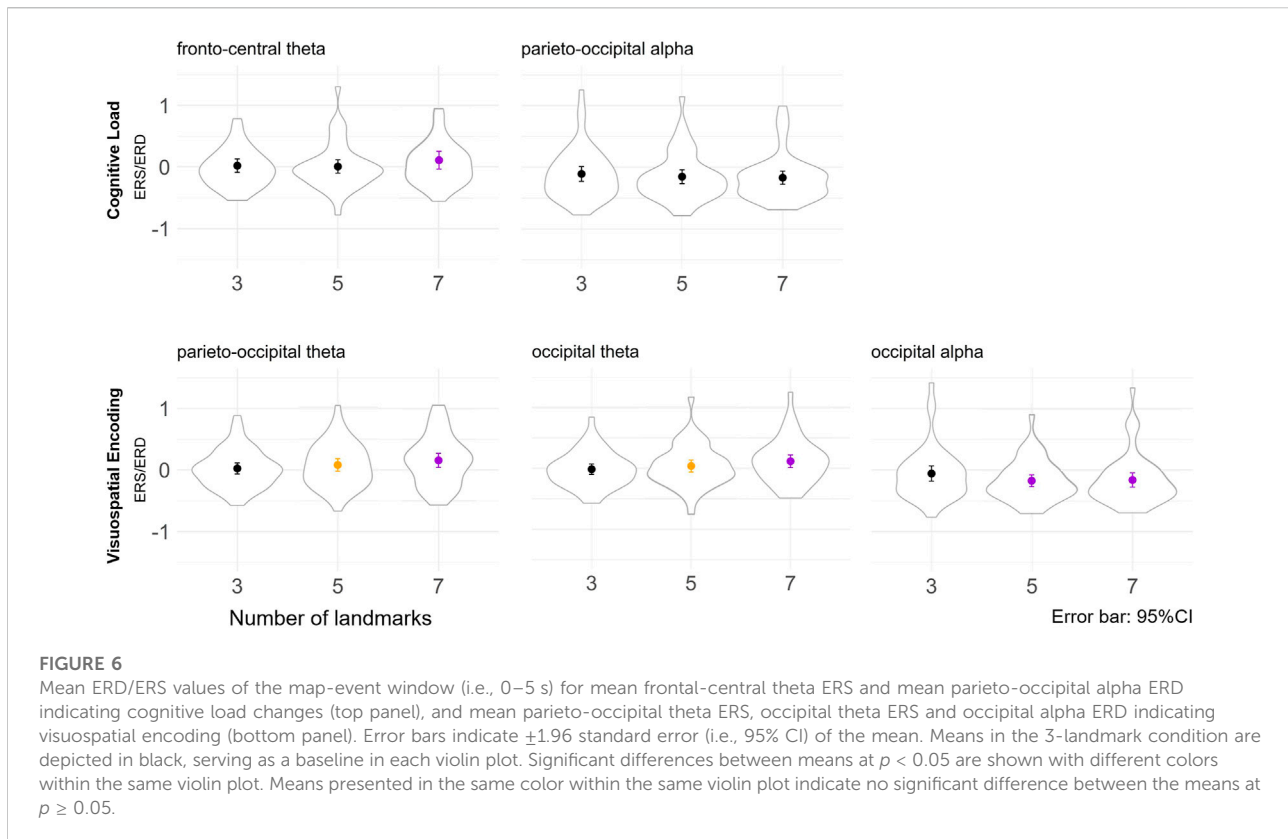 fronto-central theta
parieto-occipital alpha
Cognitive Load
ERS/ERD
1
0
-1
3
5
7
3
5
7
parieto-occipital theta
occipital theta
occipital alpha
Visuospatial Encoding
ERS/ERD
1
0
-1
3
5
7
3
5
7
3
5
7
Number of landmarks
Error bar: 95%CI
FIGURE 6
Mean ERD/ERS values of the map-event window (i.e., 0–5 s) for mean frontal-central theta ERS and mean parieto-occipital alpha ERD
indicating cognitive load changes (top panel), and mean parieto-occipital theta ERS, occipital theta ERS and occipital alpha ERD indicating
visuospatial encoding (bottom panel). Error bars indicate ±1.96 standard error (i.e., 95% CI) of the mean. Means in the 3-landmark condition are
depicted in black, serving as a baseline in each violin plot. Significant differences between means at p < 0.05 are shown with different colors
within the same violin plot. Means presented in the same color within the same violin plot indicate no significant difference between the means at
p ≥ 0.05.